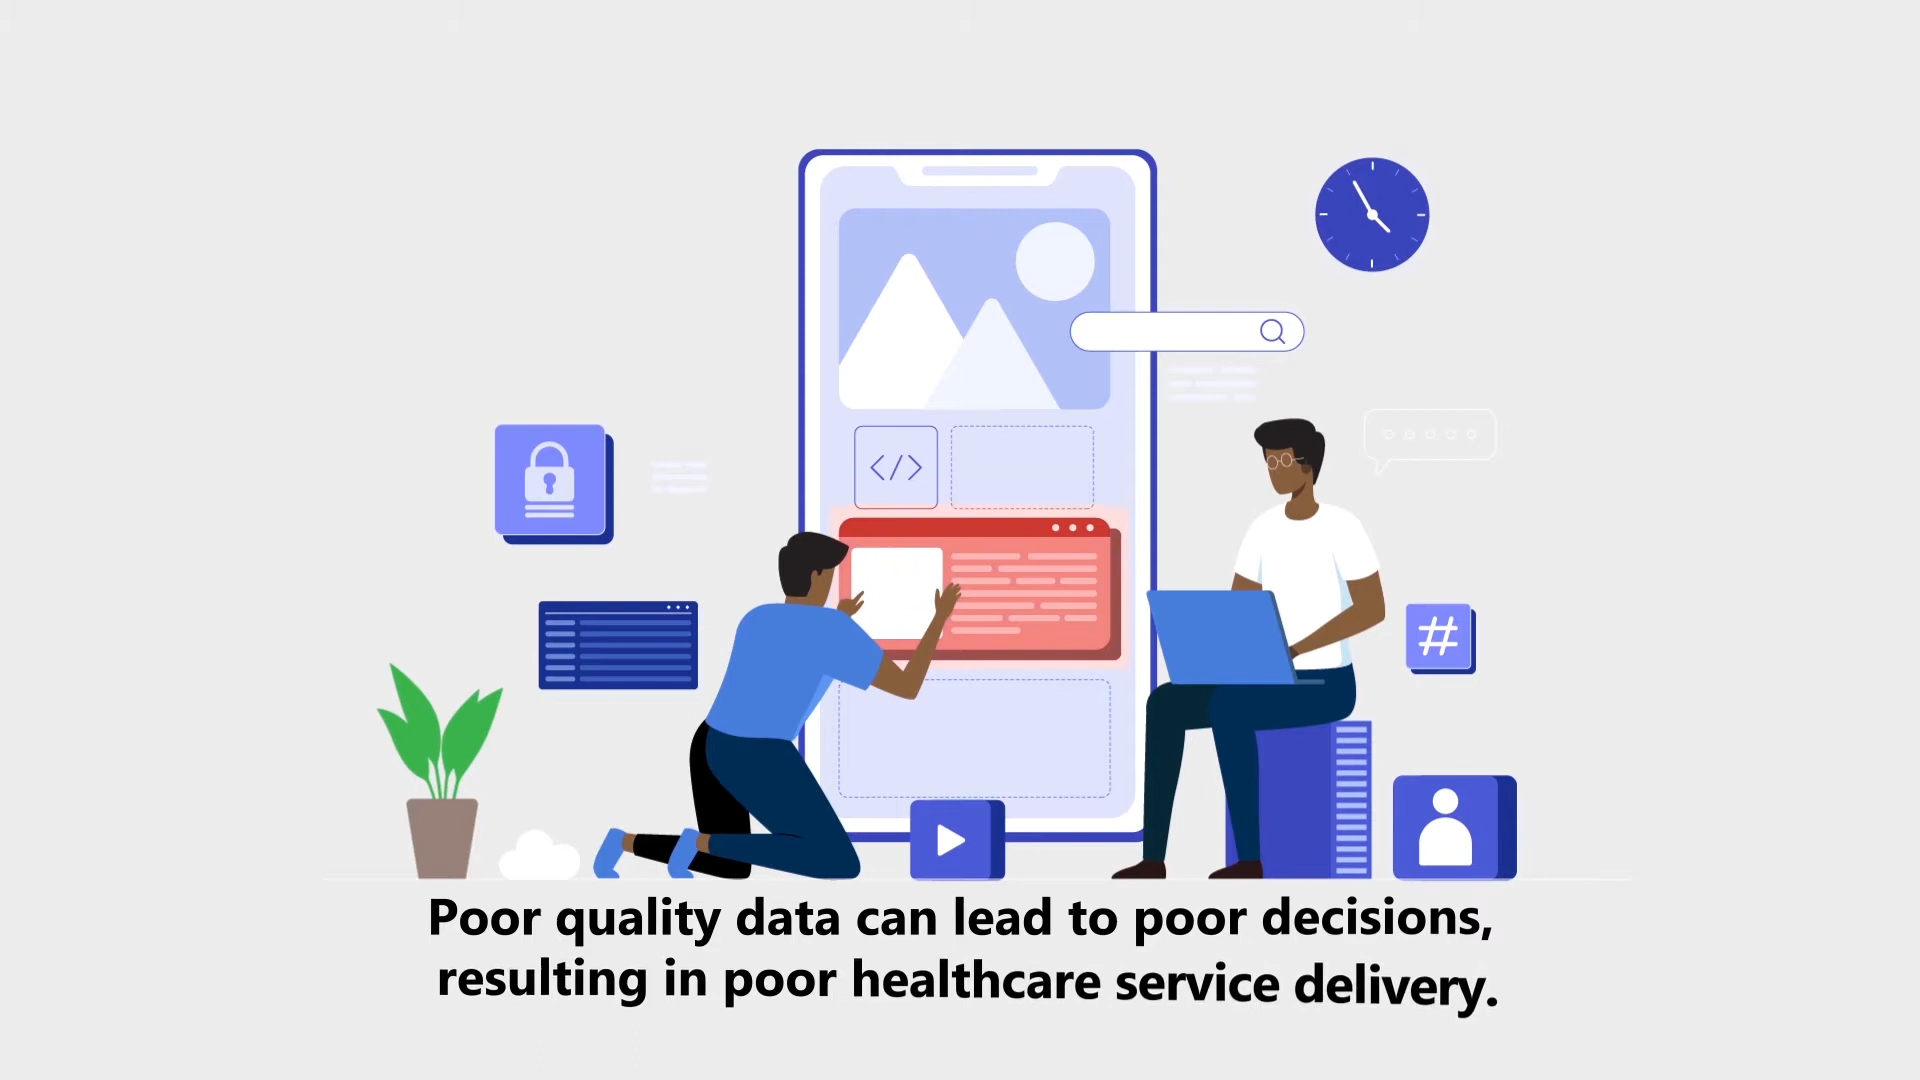 </>
#
Poor quality data can lead to poor decisions,
resulting in poor healthcare service delivery.